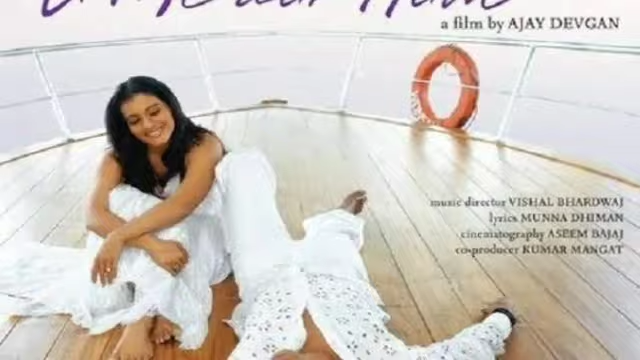 a film by AJAY DEVGAN
music director VISHAL BHARDWAJ
lyrics MUNNA DHIMAN
cinematography ASEEM BAJAJ
co-producer KUMAR MANGAT